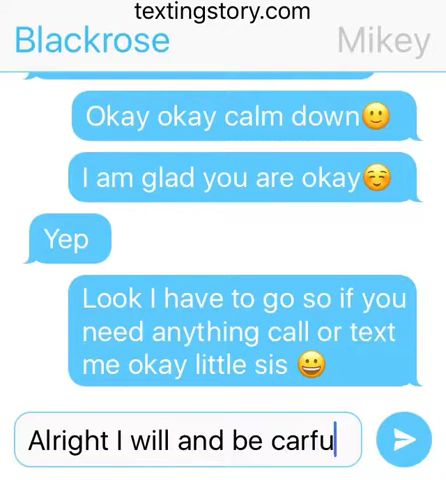 textingstory.com
Blackrose Mikey
Okay okay calm down🙂
I am glad you are okay☺️
Yep
Look I have to go so if you
need anything call or text
me okay little sis 😀
Alright I will and be carfu